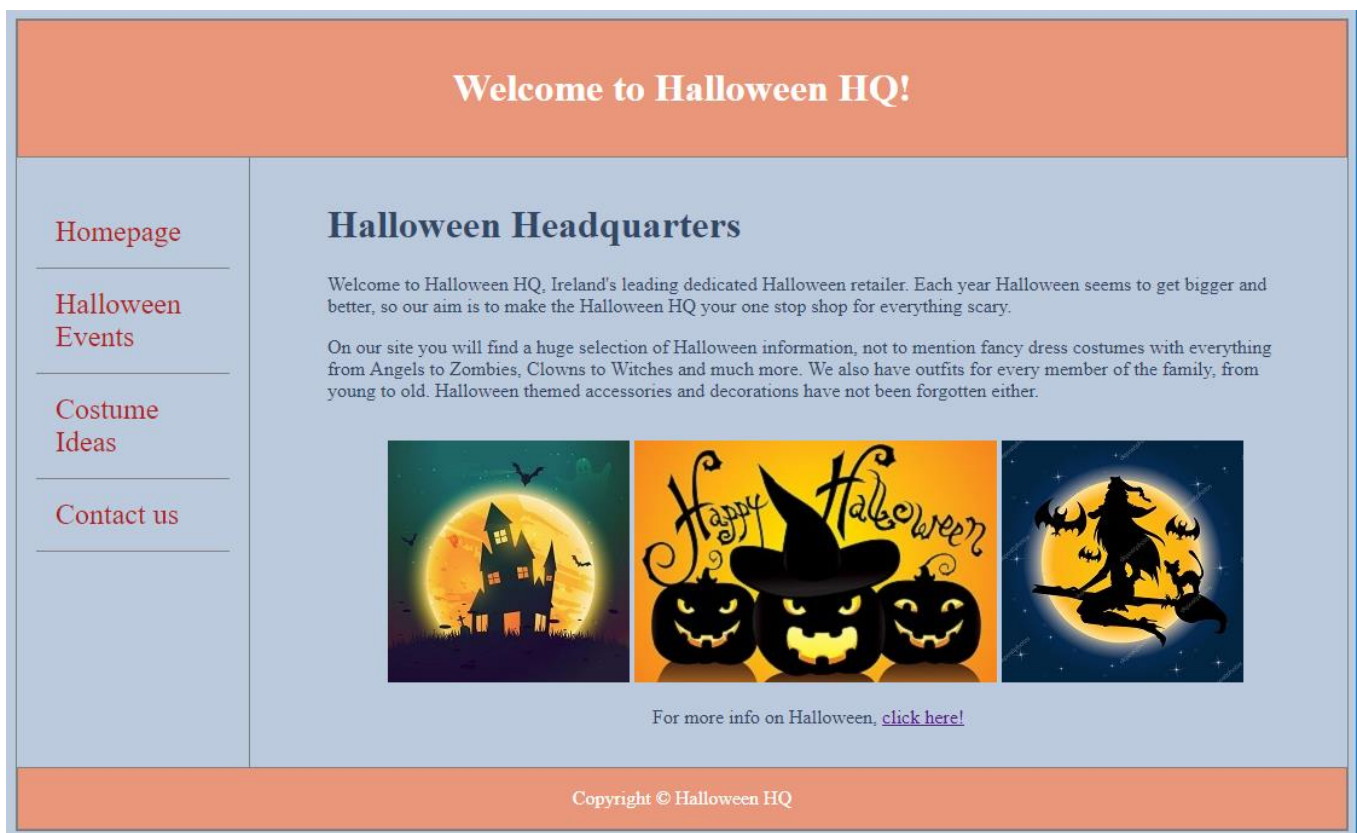 Welcome to Halloween HQ!
Homepage
Halloween
Events
Costume
Ideas
Contact us
Halloween Headquarters
Welcome to Halloween HQ, Ireland's leading dedicated Halloween retailer. Each year Halloween seems to get bigger and
better, so our aim is to make the Halloween HQ your one stop shop for everything scary.
On our site you will find a huge selection of Halloween information, not to mention fancy dress costumes with everything
from Angels to Zombies, Clowns to Witches and much more. We also have outfits for every member of the family, from
young to old. Halloween themed accessories and decorations have not been forgotten either.
Happy Halloween
For more info on Halloween, click here!
Copyright © Halloween HQ